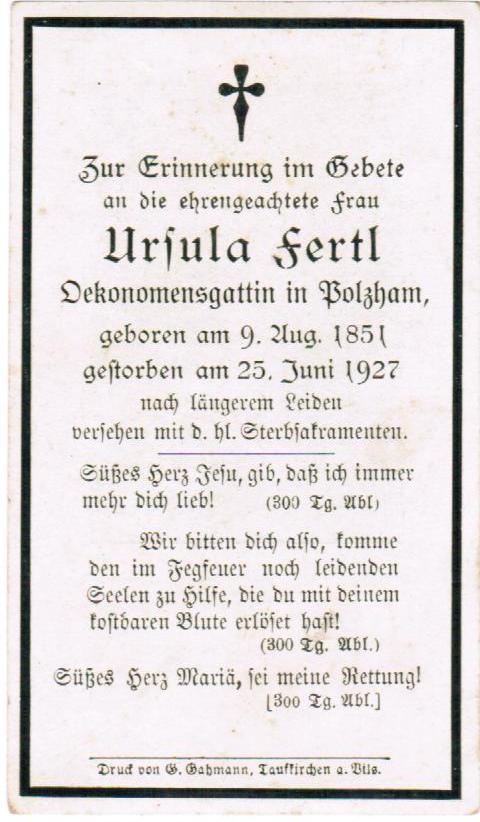 Zur Erinnerung im Gebete
an die ehrengeachtete Frau
Ursula Fertl
Oekonomensgattin in Polzham,
geboren am 9. Aug. 1851
gestorben am 25. Juni 1927
nach längerem Leiden
versehen mit d. hl. Sterbsakramenten.
Süßes Herz Jesu, gib, daß ich immer
mehr dich lieb! (300 Tg. Abl)
Wir bitten dich also, komme
den im Fegfeuer noch leidenden
Seelen zu Hilfe, die du mit deinem
kostbaren Blute erlöset hast!
(300 Tg. Abl.)
Süßes Herz Mariä, sei meine Rettung!
[300 Tg. Abl.]
Druck von G. Gahmann, Taufkirchen a. Vils.